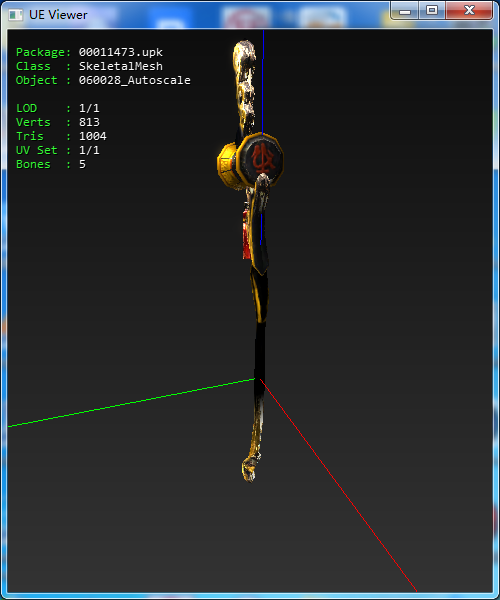 UE Viewer
Package: 00011473.upk
Class : SkeletalMesh
Object : 060028_Autoscale
LOD : 1/1
Verts : 813
Tris : 1004
UV Set : 1/1
Bones : 5